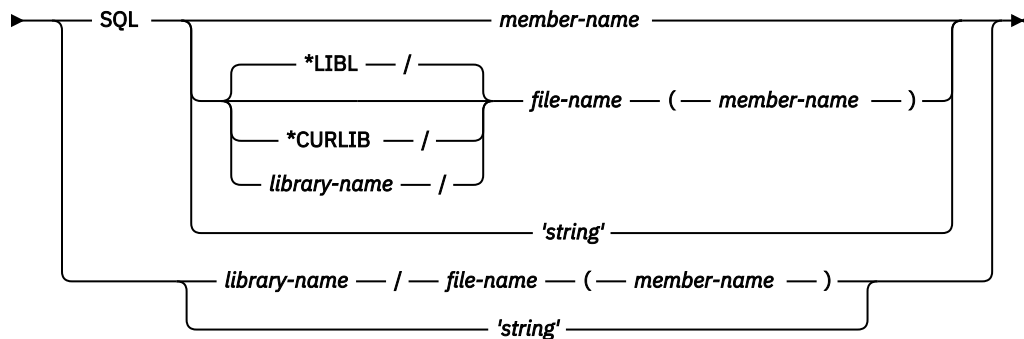 SQL member-name
*LIBL /
file-name ( member-name )
*CURLIB /
library-name /
'string'
library-name / file-name ( member-name )
'string'